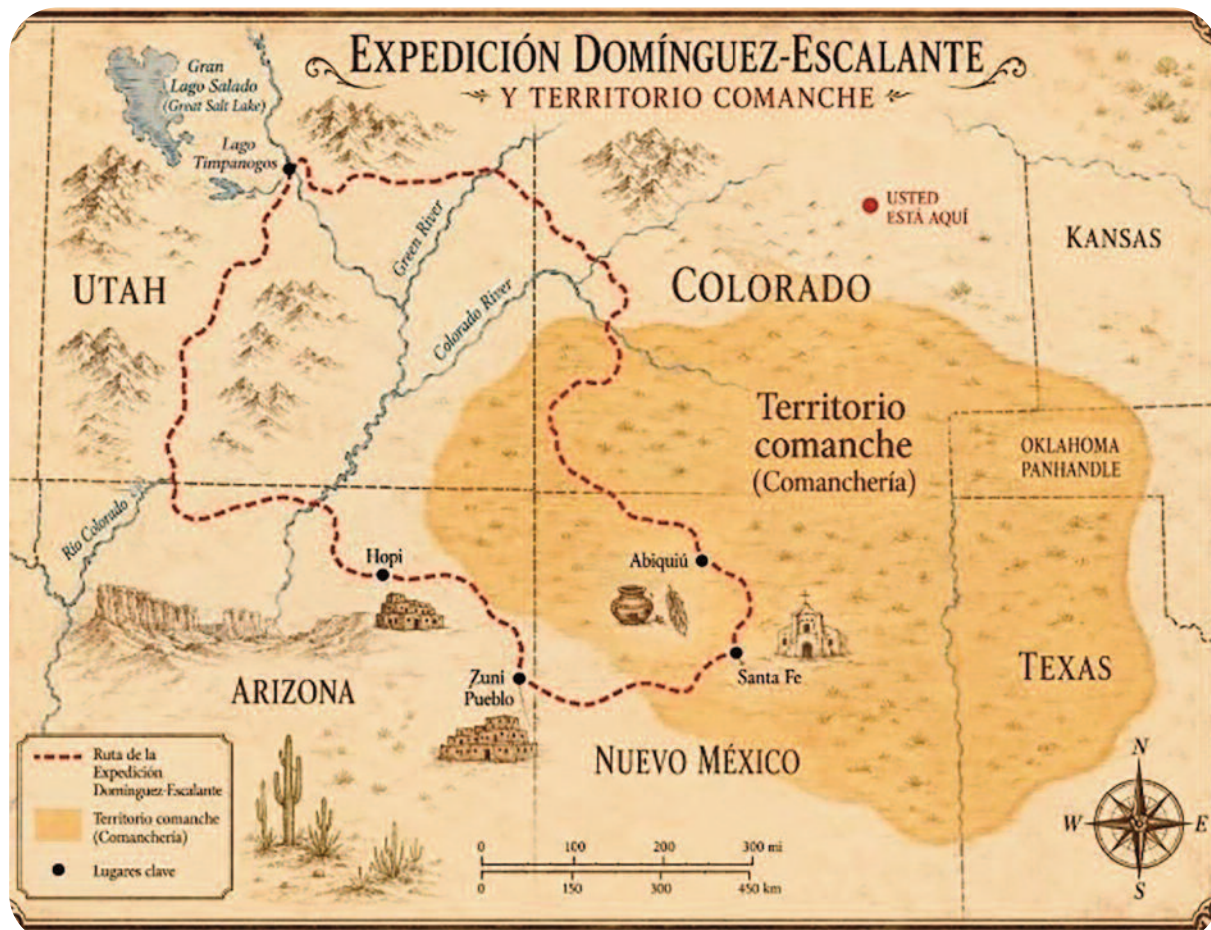 EXPEDICIÓN DOMÍNGUEZ-ESCALANTE
Y TERRITORIO COMANCHE
Gran
Lago Salado
(Great Salt Lake)
Lago
Timpanogos
USTED
ESTÁ AQUÍ
KANSAS
UTAH
Green River
COLORADO
Colorado River
Territorio
comanche
(Comanchería)
OKLAHOMA
PANHANDLE
Río Colorado
Hopi
Abiquiú
Zuni
Pueblo
Santa Fe
ARIZONA
TEXAS
NUEVO MÉXICO
Ruta de la
Expedición
Domínguez-Escalante
Territorio comanche
(Comanchería)
Lugares clave
0 100 200 300 mi
0 150 300 450 km
N
W
E
S